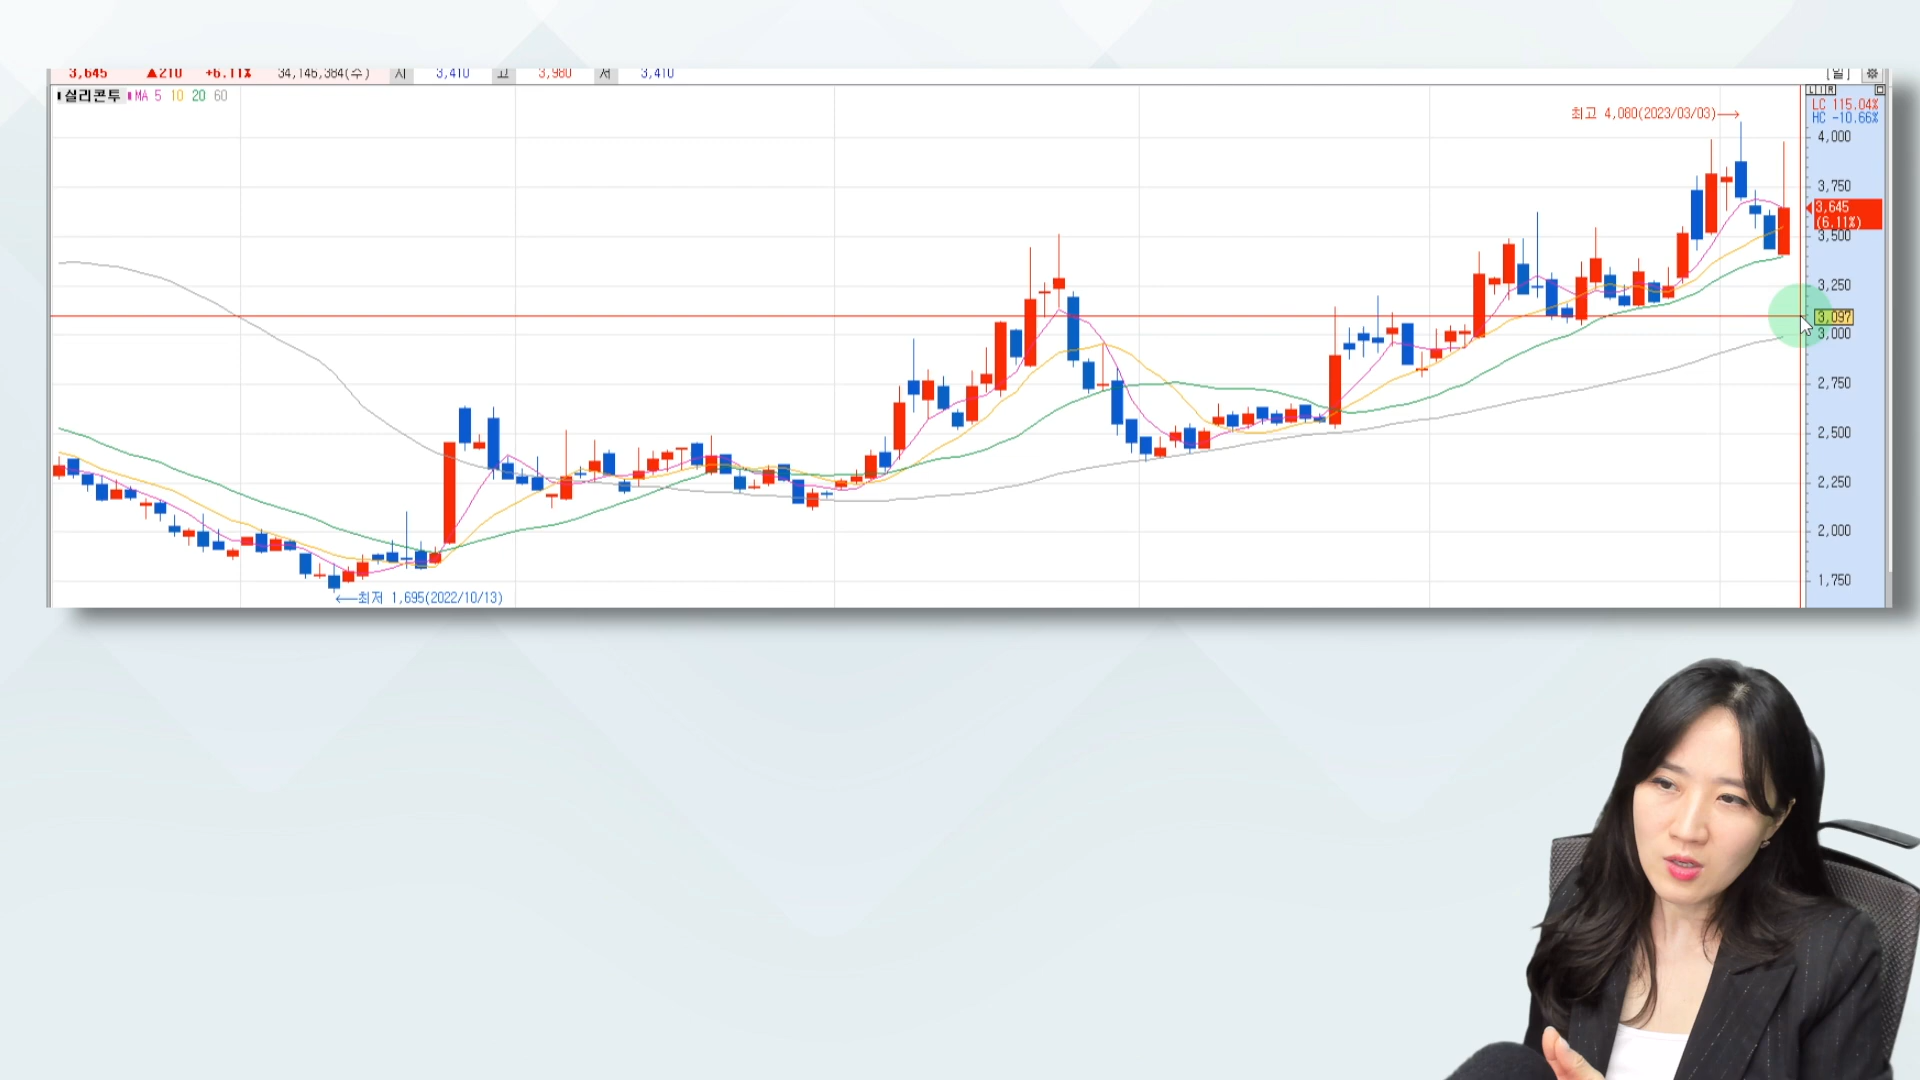 3,645 ▲210 +6.11% 34,146,384(주) 시 3,410 고 3,980 저 3,410 [일]
실리콘투 MA 5 10 20 60
L I R
LC 115.04%
최고 4,080(2023/03/03)→
HC -10.66%
4,000
3,750
3,645
(6.11%)
3,500
3,250
3,097
3,000
2,750
2,500
2,250
2,000
1,750
←최저 1,695(2022/10/13)